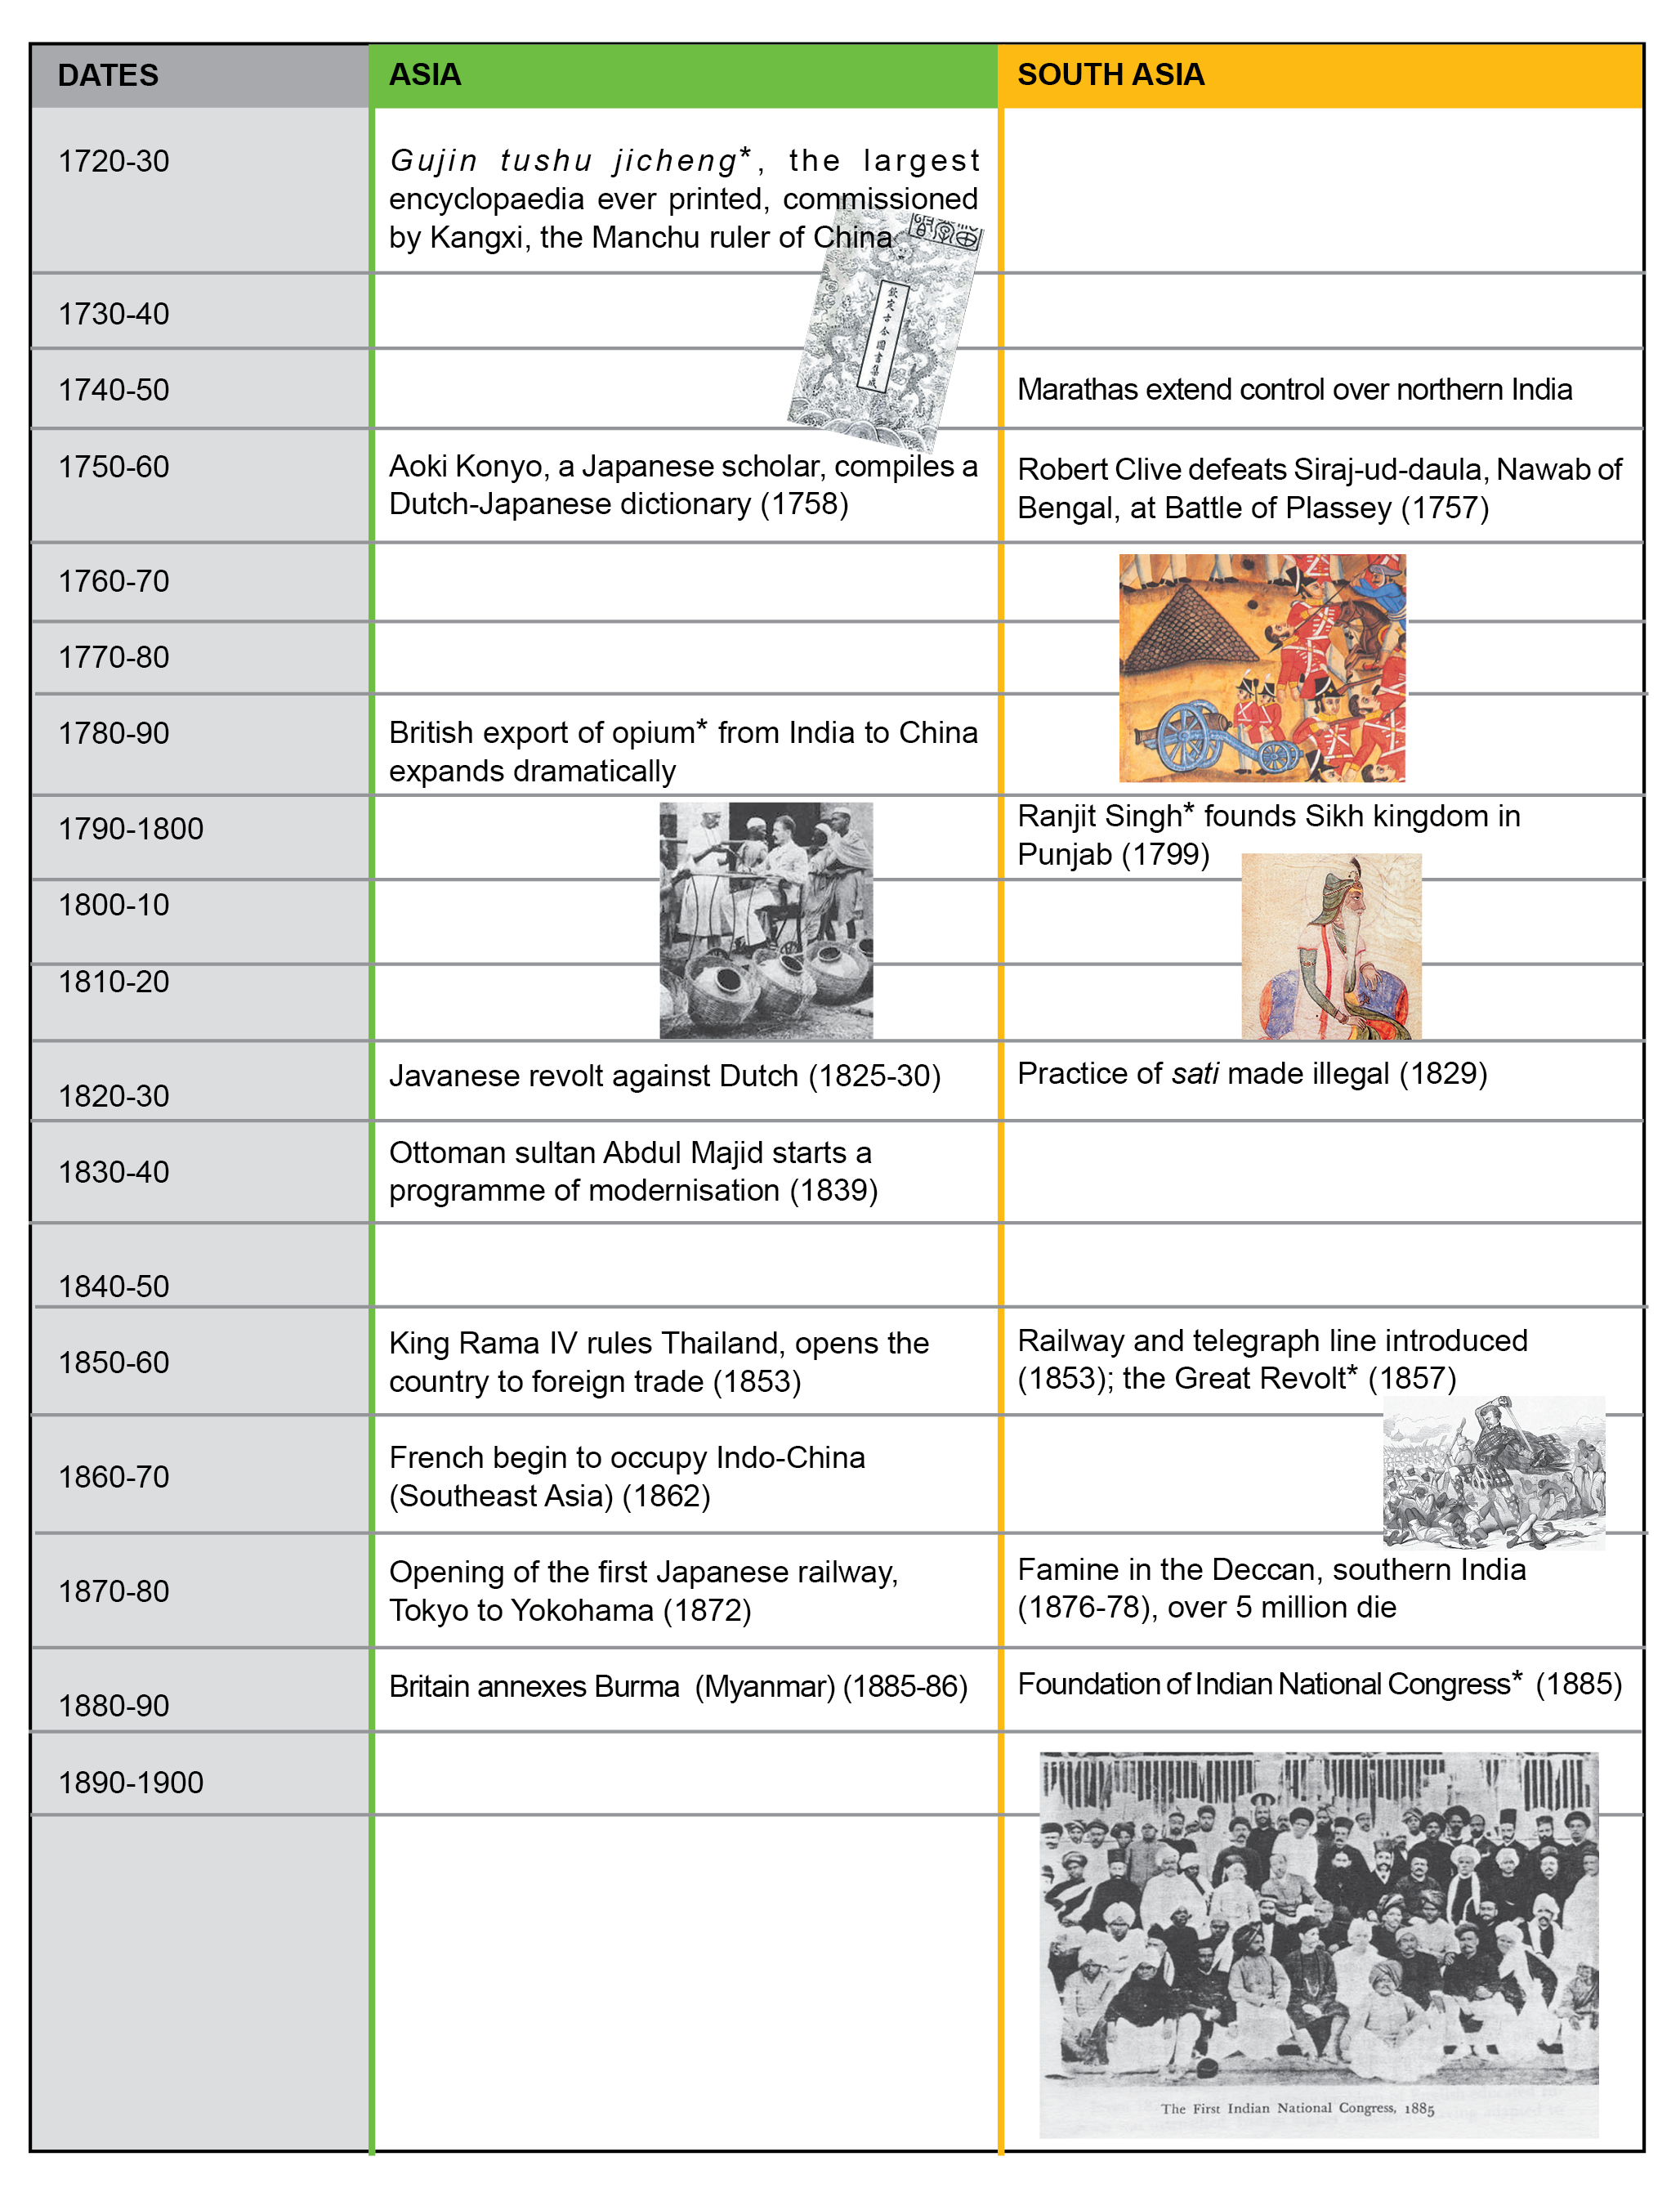 DATES ASIA SOUTH ASIA
1720-30
Gujin tushu jicheng*, the largest
encyclopaedia ever printed, commissioned
by Kangxi, the Manchu ruler of China
欽定古今圖書集成
1730-40
1740-50
Marathas extend control over northern India
1750-60
Aoki Konyo, a Japanese scholar, compiles a
Dutch-Japanese dictionary (1758)
Robert Clive defeats Siraj-ud-daula, Nawab of
Bengal, at Battle of Plassey (1757)
1760-70
1770-80
1780-90
British export of opium* from India to China
expands dramatically
1790-1800
Ranjit Singh* founds Sikh kingdom in
Punjab (1799)
1800-10
1810-20
1820-30
Javanese revolt against Dutch (1825-30)
Practice of sati made illegal (1829)
1830-40
Ottoman sultan Abdul Majid starts a
programme of modernisation (1839)
1840-50
1850-60
King Rama IV rules Thailand, opens the
country to foreign trade (1853)
Railway and telegraph line introduced
(1853); the Great Revolt* (1857)
1860-70
French begin to occupy Indo-China
(Southeast Asia) (1862)
1870-80
Opening of the first Japanese railway,
Tokyo to Yokohama (1872)
Famine in the Deccan, southern India
(1876-78), over 5 million die
1880-90
Britain annexes Burma (Myanmar) (1885-86)
Foundation of Indian National Congress* (1885)
1890-1900
The First Indian National Congress, 1885